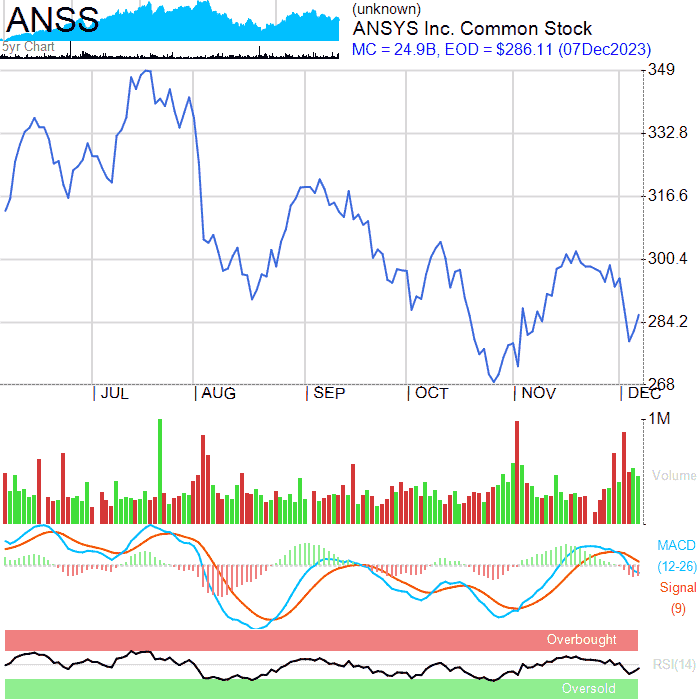 ANSS
5yr Chart
(unknown)
ANSYS Inc. Common Stock
MC = 24.9B, EOD = $286.11 (07Dec2023)
349
332.8
316.6
300.4
284.2
268
JUL AUG SEP OCT NOV DEC
1M
Volume
MACD
(12-26)
Signal
(9)
Overbought
RSI(14)
Oversold